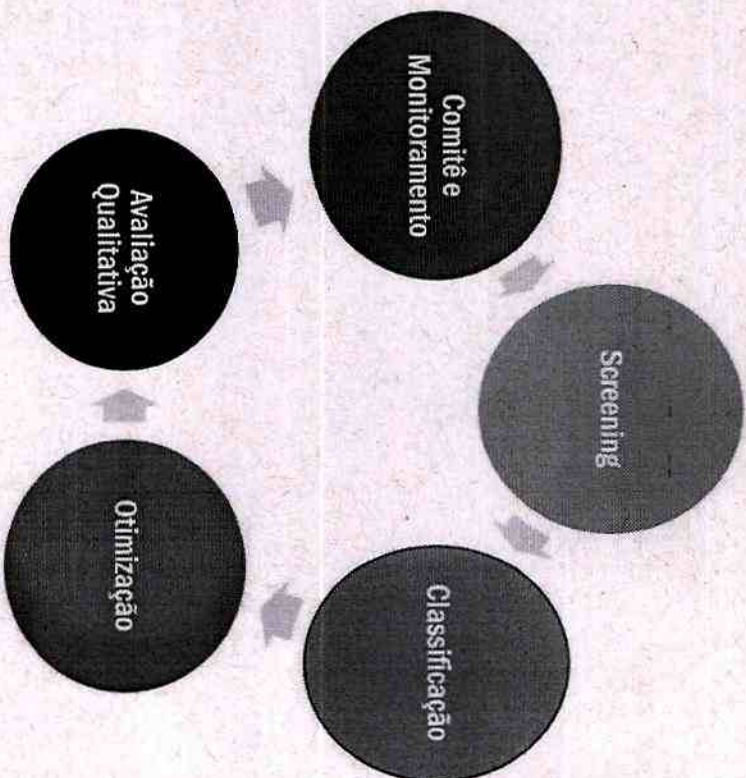 Screening
Classificação
Otimização
Avaliação
Qualitativa
Comitê e
Monitoramento